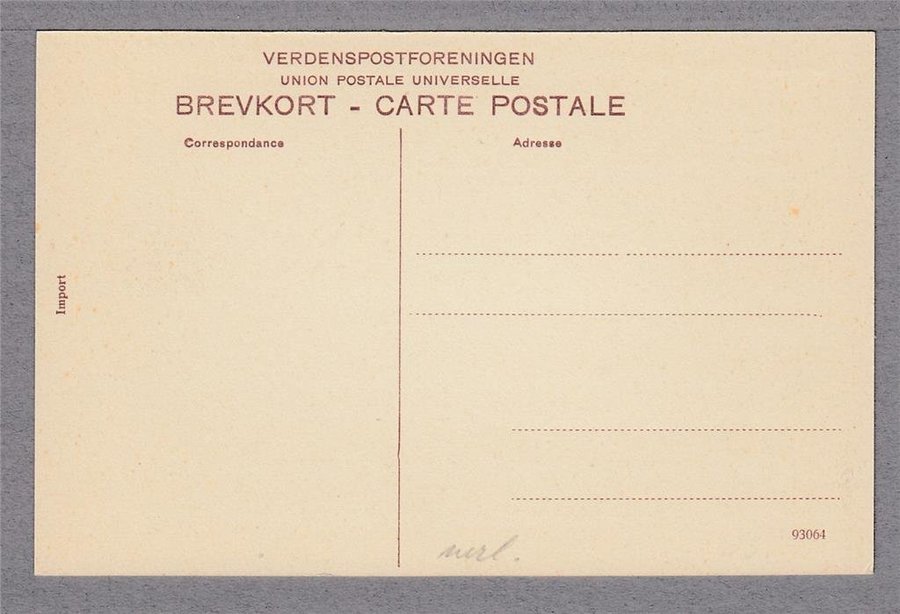 VERDENSPOSTFORENINGEN
UNION POSTALE UNIVERSELLE
BREVKORT - CARTE POSTALE
Correspondance
Adresse
Import
93064